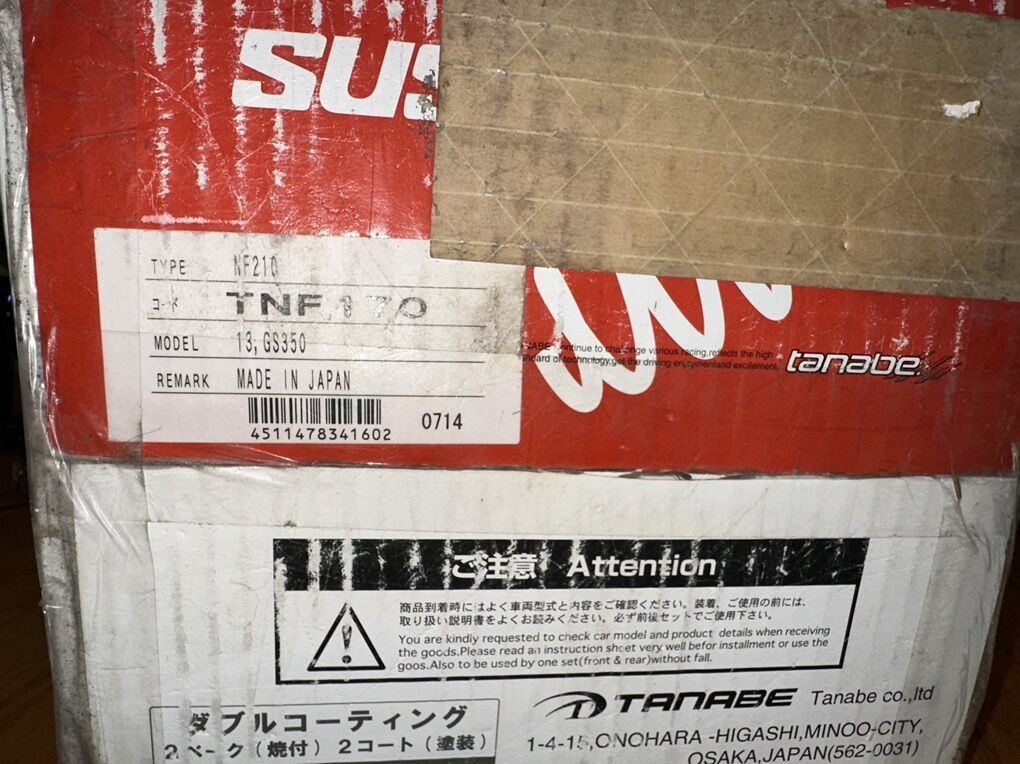 SUS
TYPE NF210
コード TNF170
MODEL 13,GS350
REMARK MADE IN JAPAN
4511478341602
0714
continue to challenge various racing,reflects the high
of technology,get the driving enjoymenland excitement.
tanabe
ご注意 Attention
商品到着時にはよく車両型式と内容をご確認ください。装着、ご使用の前には、
取り扱い説明書をよくお読みください。必ず前後セットでご使用下さい。
You are kindly requested to check car model and product details when receiving
the goods.Please read an instruction sheet very well befor installment or use the
goos.Also to be used by one set(front & rear)without fall.
TANABE Tanabe co.,ltd
1-4-15,ONOHARA -HIGASHI,MINOO-CITY,
OSAKA,JAPAN(562-0031)
ダブルコーティング
2ベーク（焼付）2コート（塗装）